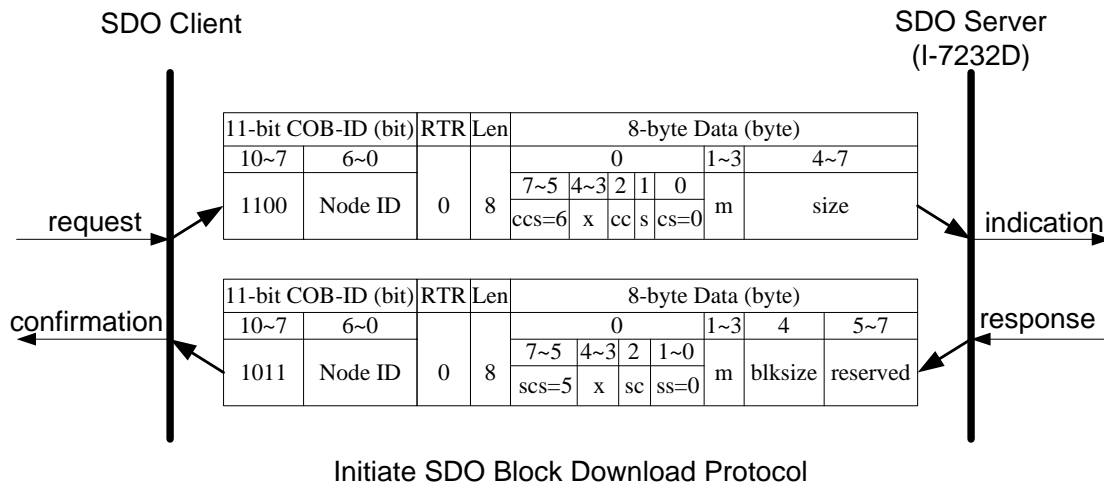 SDO Client
SDO Server
(I-7232D)
11-bit COB-ID (bit) RTR Len 8-byte Data (byte)
10~7 6~0 0 1~3 4~7
7~5 4~3 2 1 0
1100 Node ID 0 8 m size
ccs=6 x cc s cs=0
request
indication
11-bit COB-ID (bit) RTR Len 8-byte Data (byte)
10~7 6~0 0 1~3 4 5~7
confirmation
response
7~5 4~3 2 1~0
1011 Node ID 0 8 m blksize reserved
scs=5 x sc ss=0
Initiate SDO Block Download Protocol